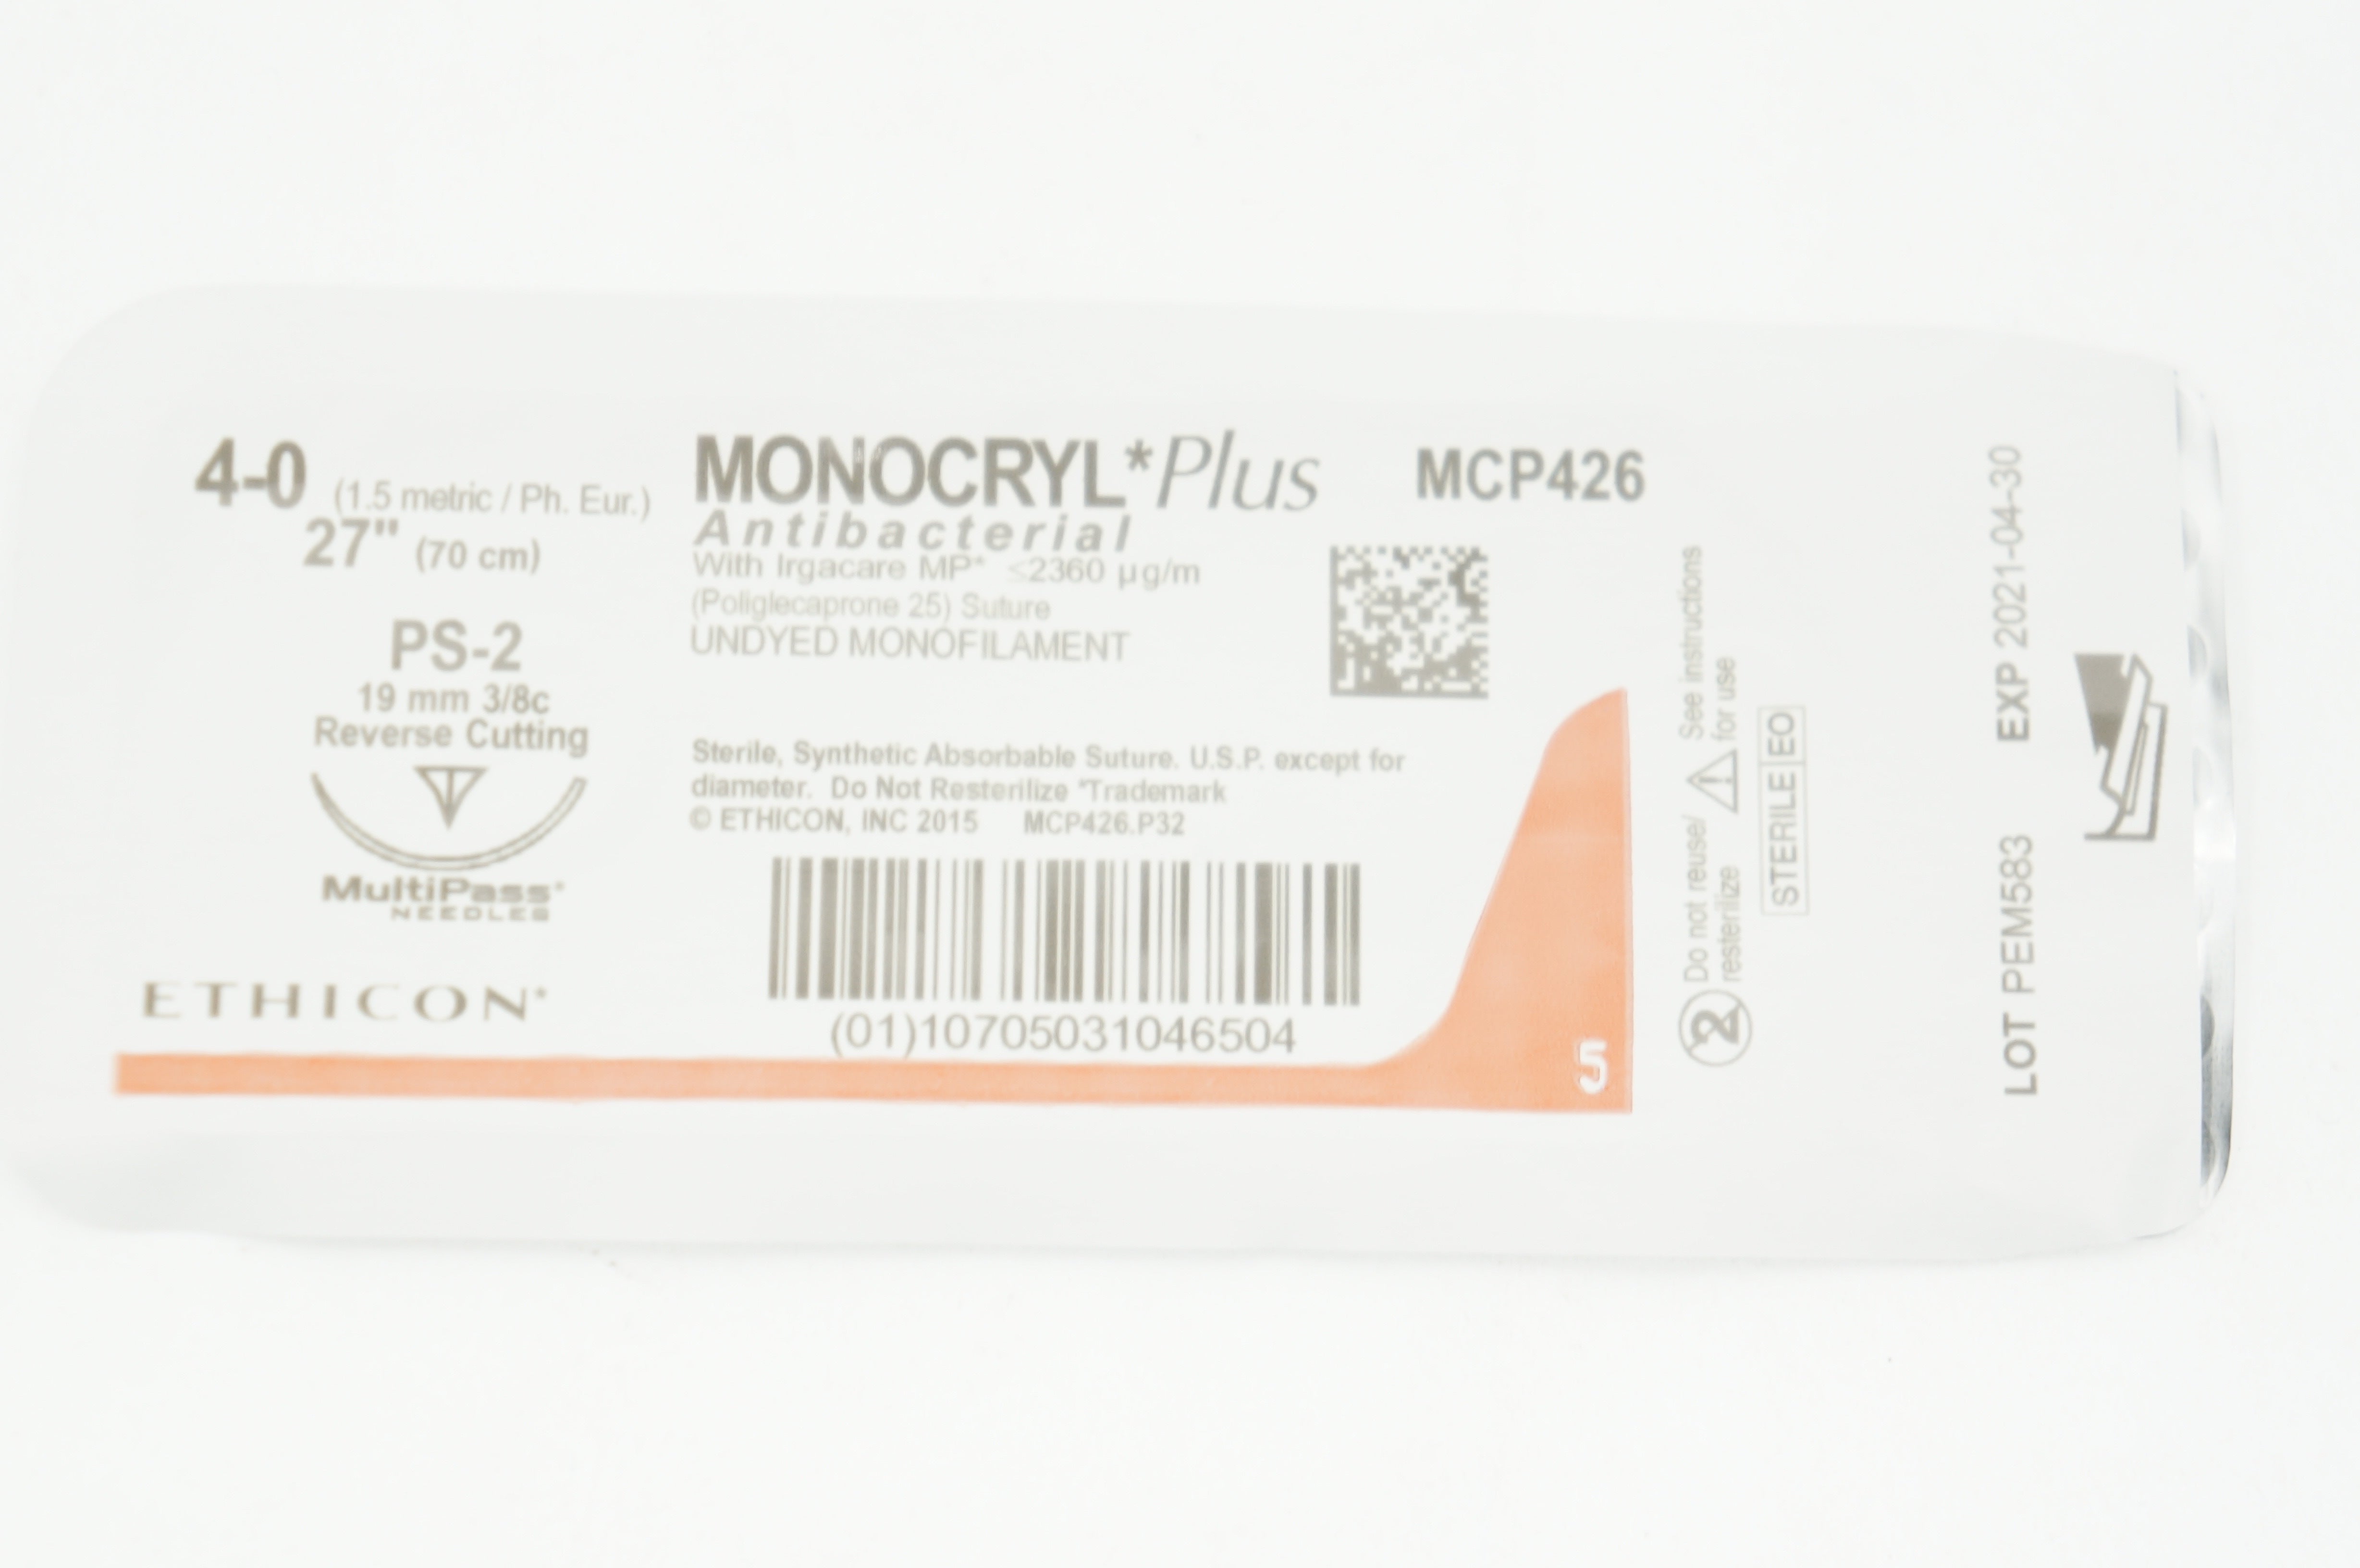 4-0 (1.5 metric / Ph. Eur.)
27" (70 cm)
PS-2
19 mm 3/8c
Reverse Cutting
MultiPass*
NEEDLES
ETHICON*
MONOCRYL*Plus
Antibacterial
With Irgacare MP* ≤2360 µg/m
(Poliglecaprone 25) Suture
UNDYED MONOFILAMENT
MCP426
Sterile, Synthetic Absorbable Suture. U.S.P. except for
diameter. Do Not Resterilize *Trademark
© ETHICON, INC 2015 MCP426.P32
(01)10705031046504
5
2
Do not reuse/
resterilize
See instructions
for use
STERILE EO
LOT PEM583 EXP 2021-04-30